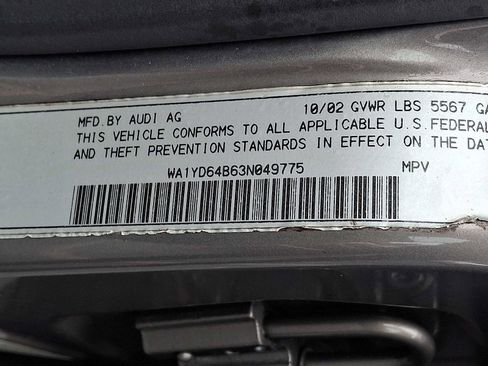 MFD. BY AUDI AG 10/02 GVWR LBS 5567
THIS VEHICLE CONFORMS TO ALL APPLICABLE U.S. FEDERAL
AND THEFT PREVENTION STANDARDS IN EFFECT ON THE
WA1YD64B63N049775 MPV